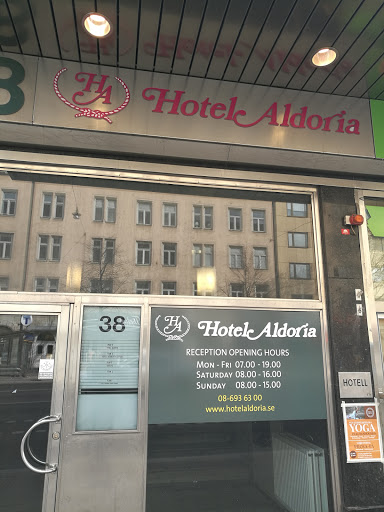 HA Hotel Aldoria
38
HA Hotel Aldoria
RECEPTION OPENING HOURS
MON - FRI 07.00 - 19.00
SATURDAY 08.00 - 16.00
SUNDAY 08.00 - 15.00
08-693 63 00
www.hotelaldoria.se
HOTELL
YOGA